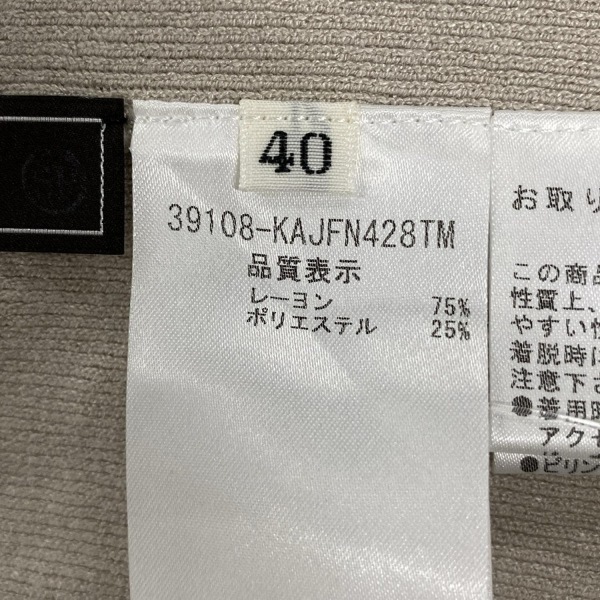 40
39108-KAJFN428TM
品質表示
レーヨン 75%
ポリエステル 25%
お取り
この商品
性質上、
やすい性
着脱時に
注意下さ
●着用時
アクセ
●ピリン